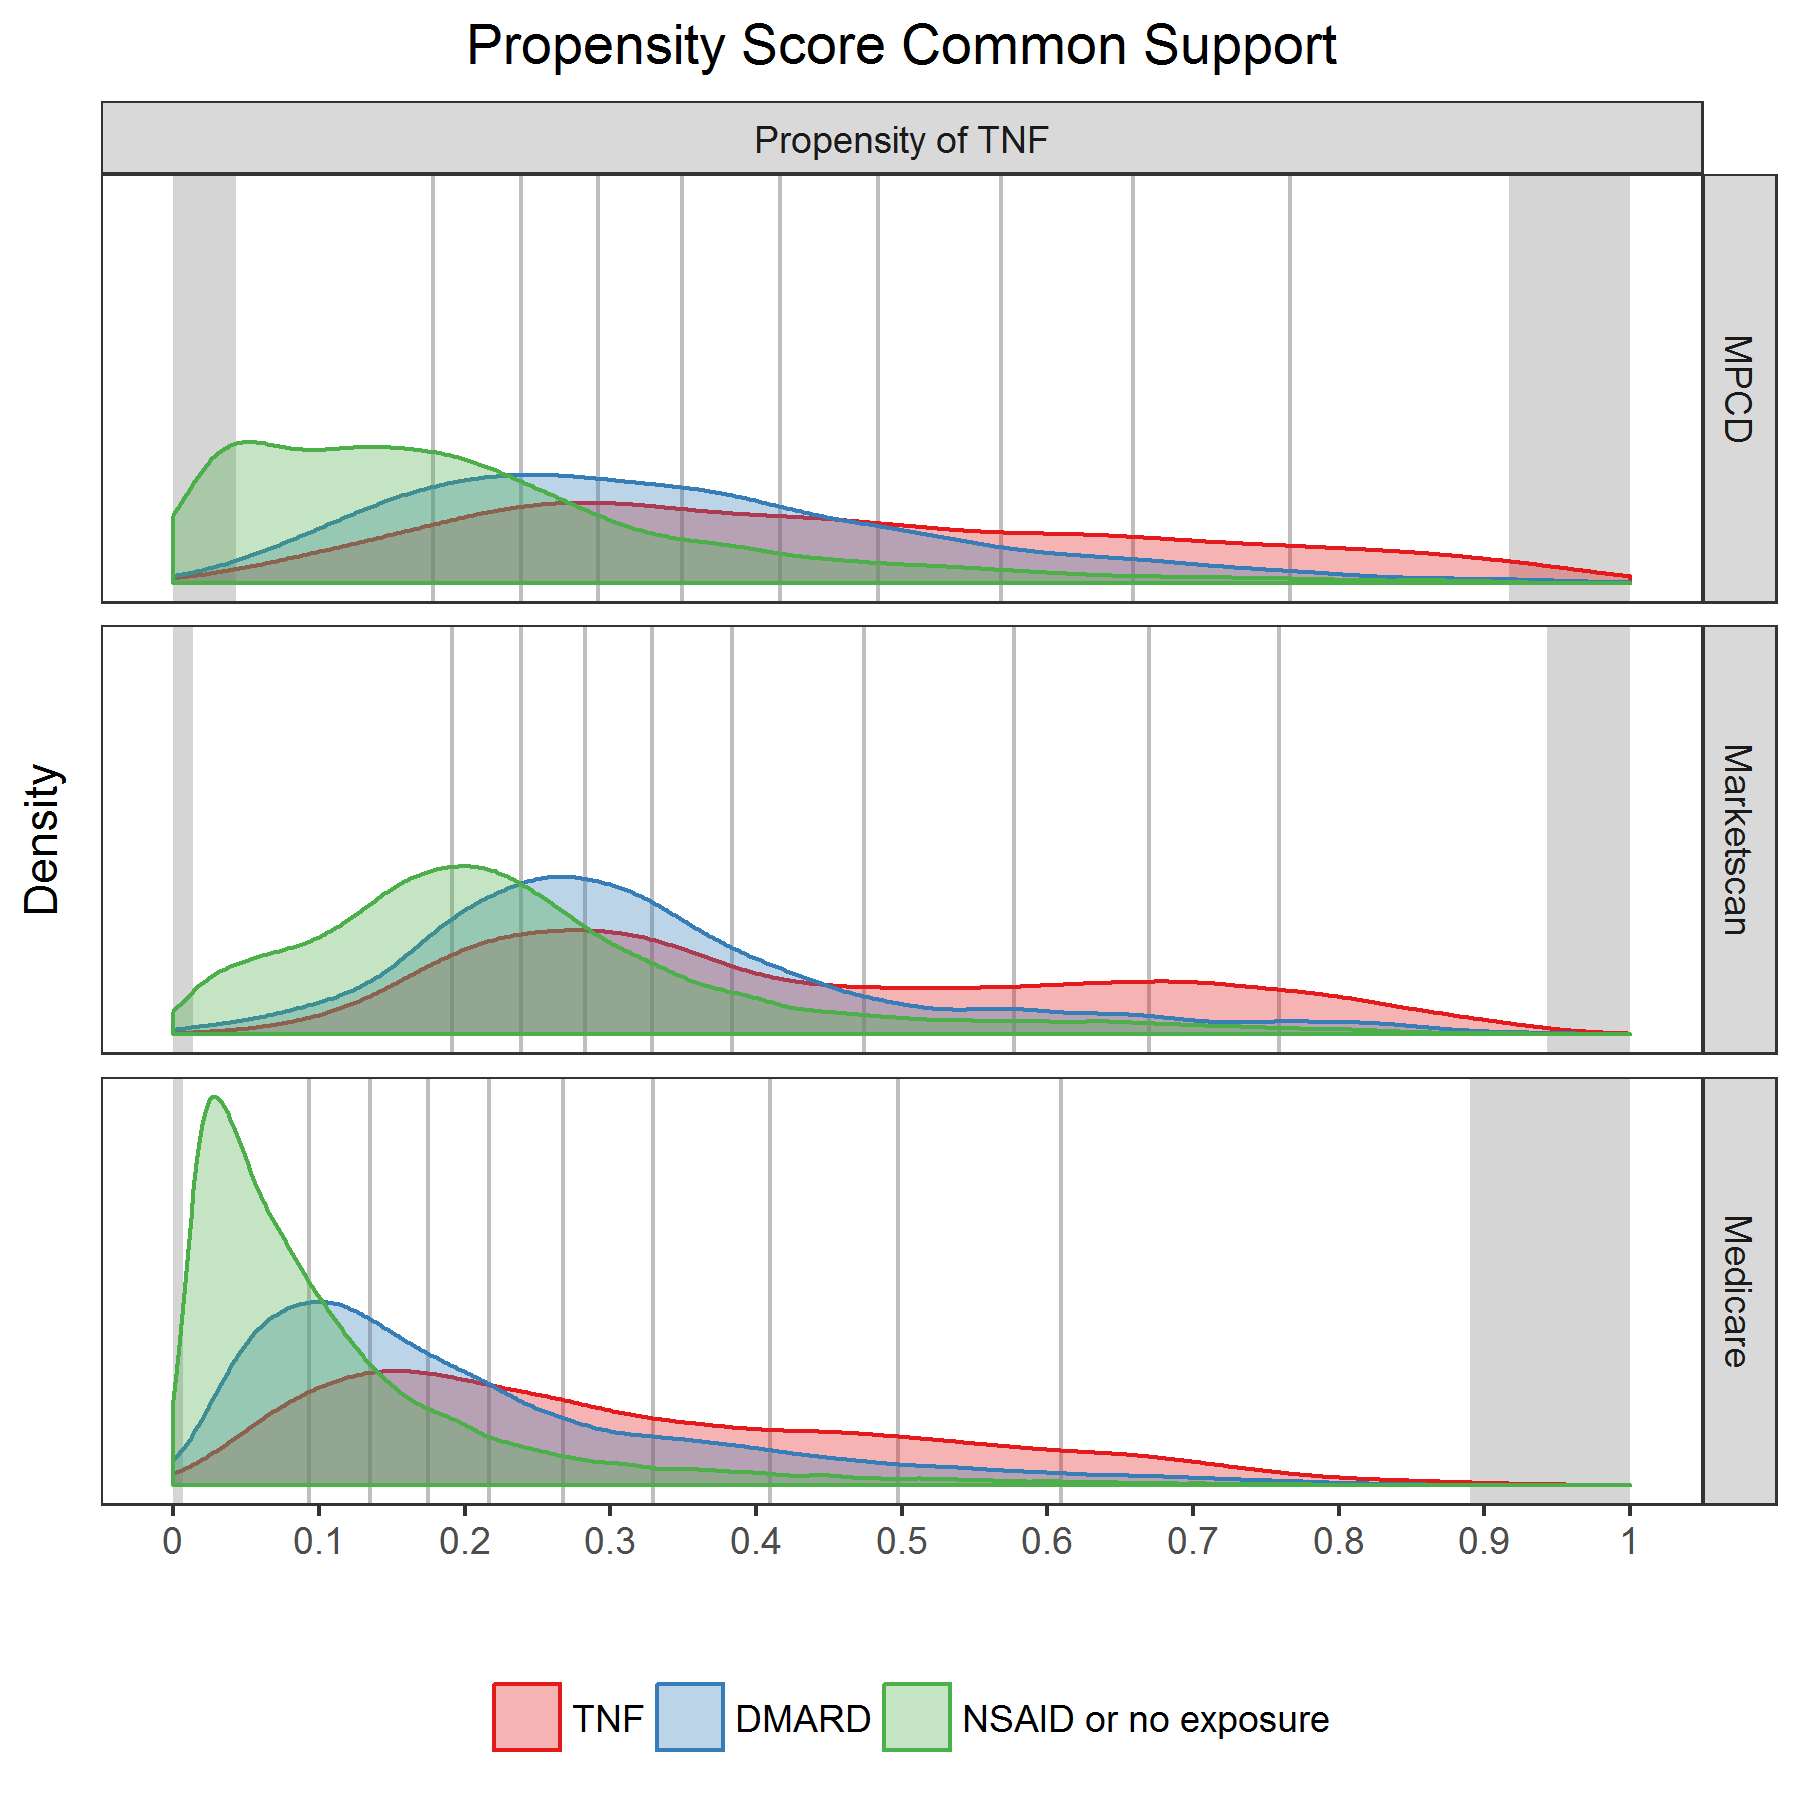 Propensity Score Common Support
Propensity of TNF
MPCD
Marketscan
Medicare
Density
0 0.1 0.2 0.3 0.4 0.5 0.6 0.7 0.8 0.9 1
TNF DMARD NSAID or no exposure